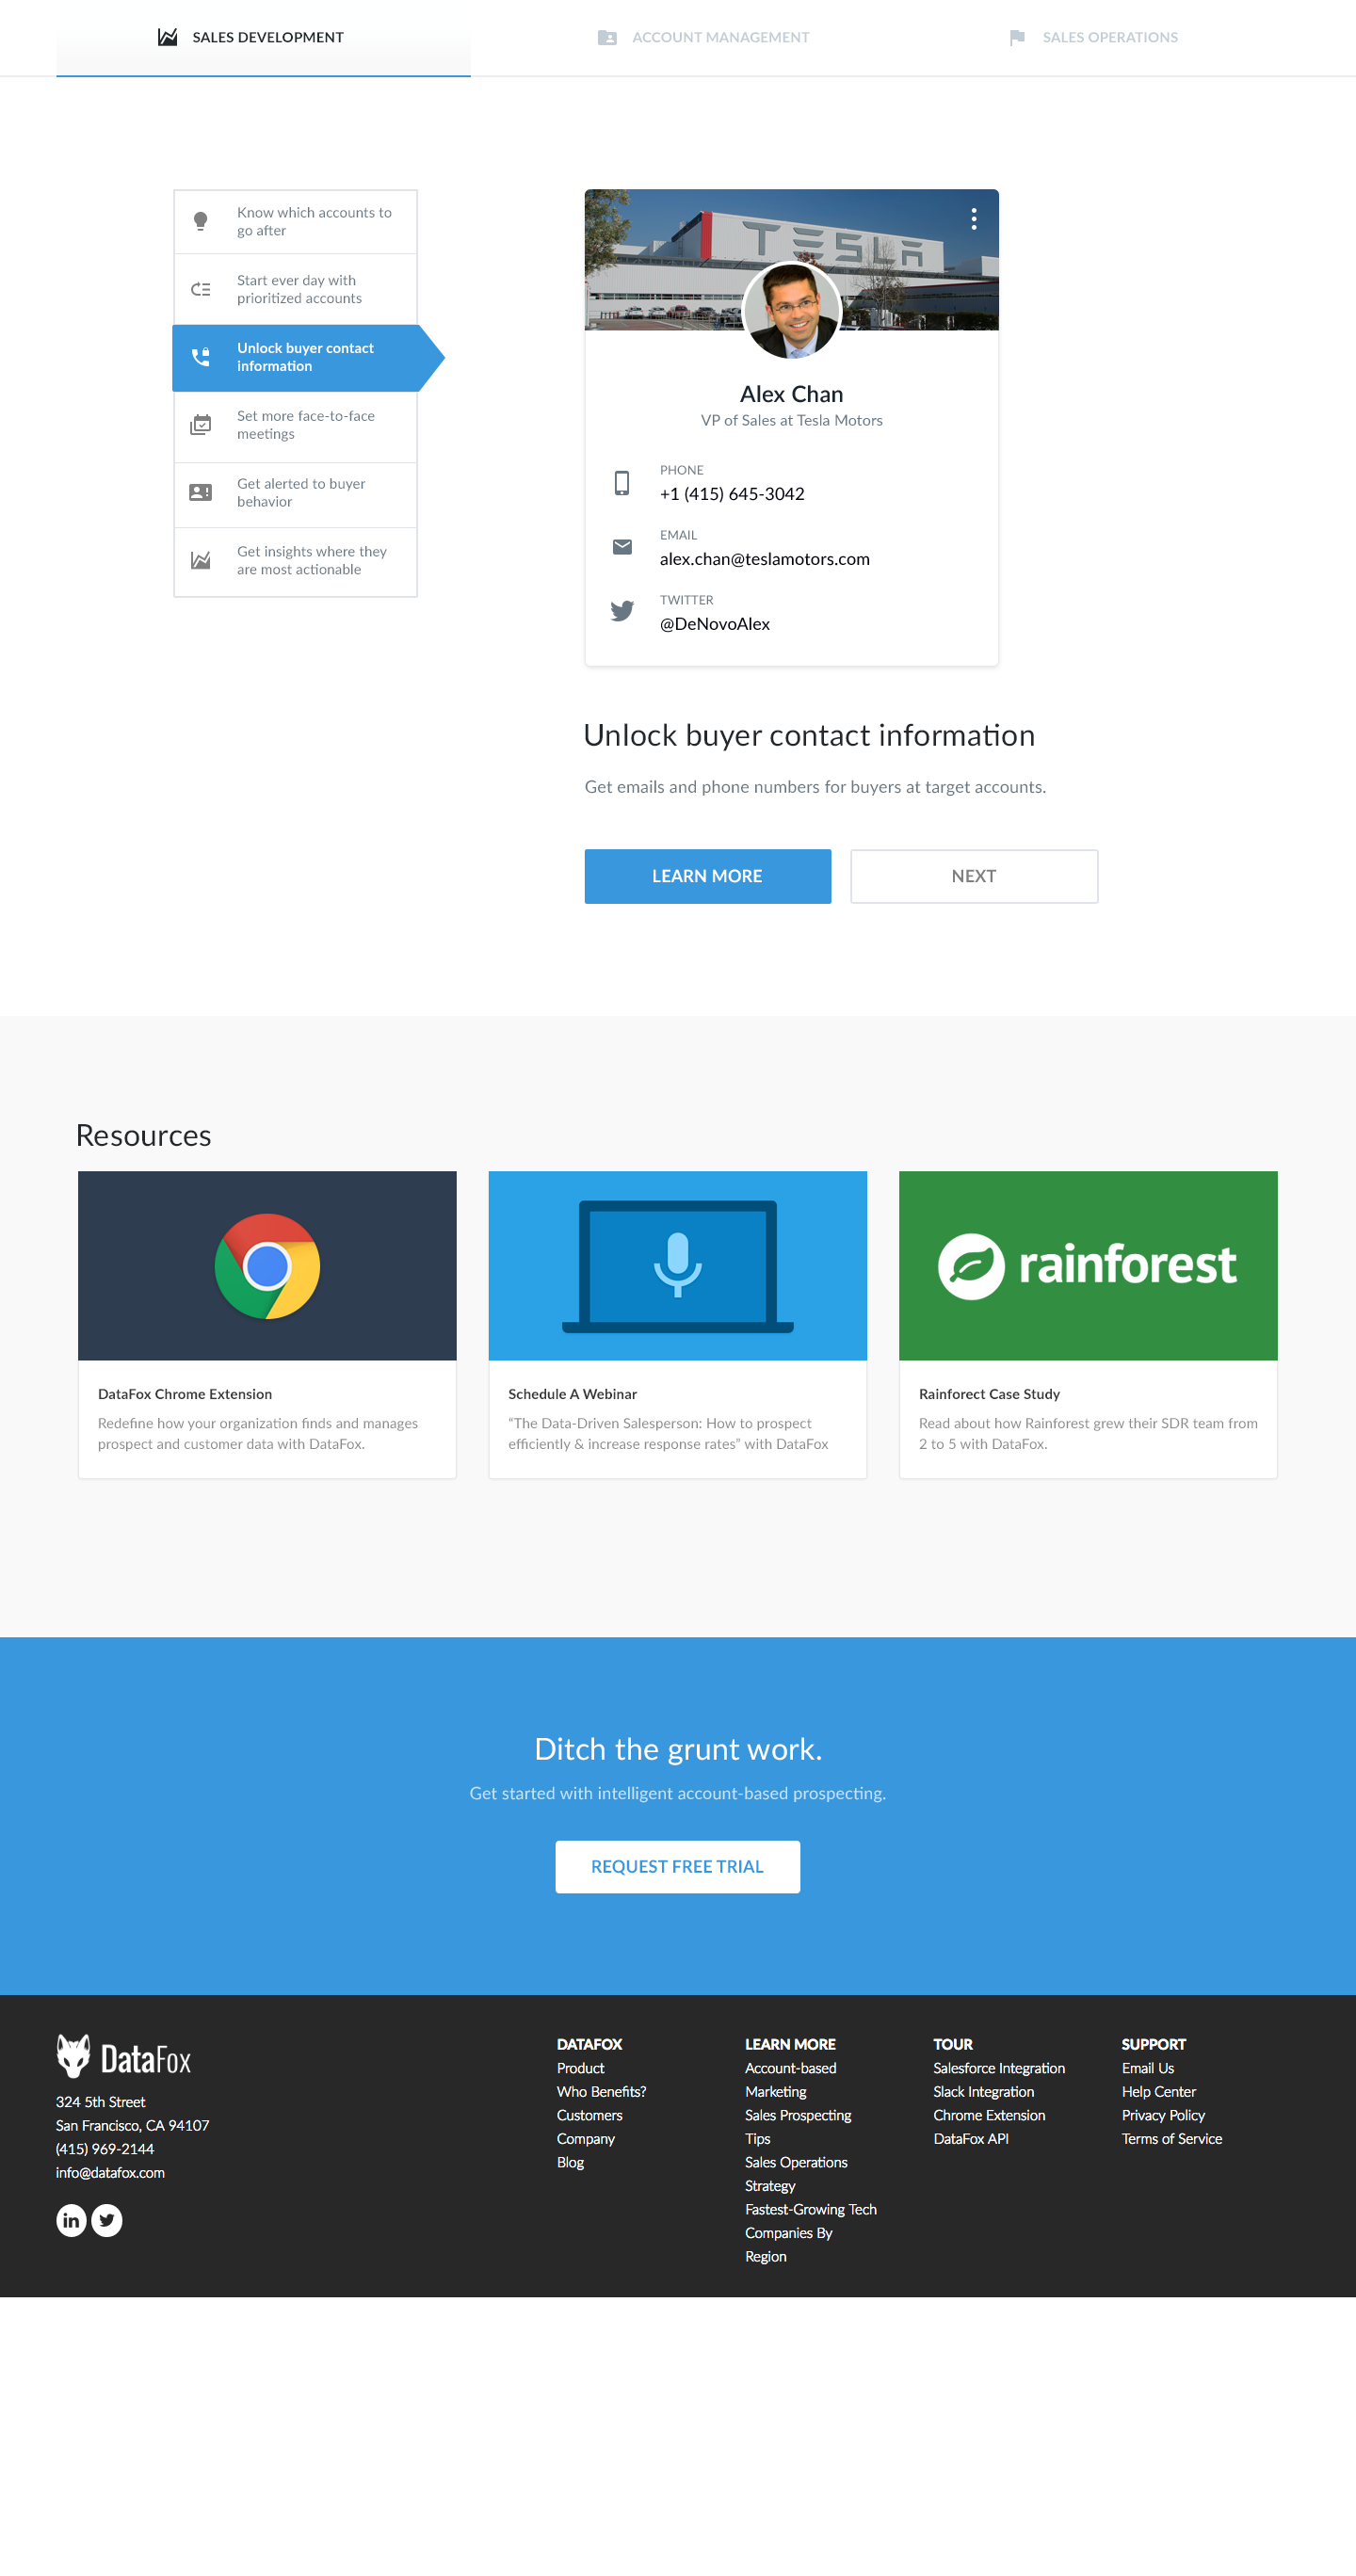 SALES DEVELOPMENT
ACCOUNT MANAGEMENT
SALES OPERATIONS
Know which accounts to
go after
Start ever day with
prioritized accounts
Unlock buyer contact
information
Set more face-to-face
meetings
Get alerted to buyer
behavior
Get insights where they
are most actionable
TESLA
Alex Chan
VP of Sales at Tesla Motors
PHONE
+1 (415) 645-3042
EMAIL
alex.chan@teslamotors.com
TWITTER
@DeNovoAlex
Unlock buyer contact information
Get emails and phone numbers for buyers at target accounts.
LEARN MORE
NEXT
Resources
DataFox Chrome Extension
Redefine how your organization finds and manages
prospect and customer data with DataFox.
Schedule A Webinar
“The Data-Driven Salesperson: How to prospect
efficiently & increase response rates” with DataFox
rainforest
Rainforect Case Study
Read about how Rainforest grew their SDR team from
2 to 5 with DataFox.
Ditch the grunt work.
Get started with intelligent account-based prospecting.
REQUEST FREE TRIAL
DataFox
324 5th Street
San Francisco, CA 94107
(415) 969-2144
info@datafox.com
in
DATAFOX
Product
Who Benefits?
Customers
Company
Blog
LEARN MORE
Account-based
Marketing
Sales Prospecting
Tips
Sales Operations
Strategy
Fastest-Growing Tech
Companies By
Region
TOUR
Salesforce Integration
Slack Integration
Chrome Extension
DataFox API
SUPPORT
Email Us
Help Center
Privacy Policy
Terms of Service